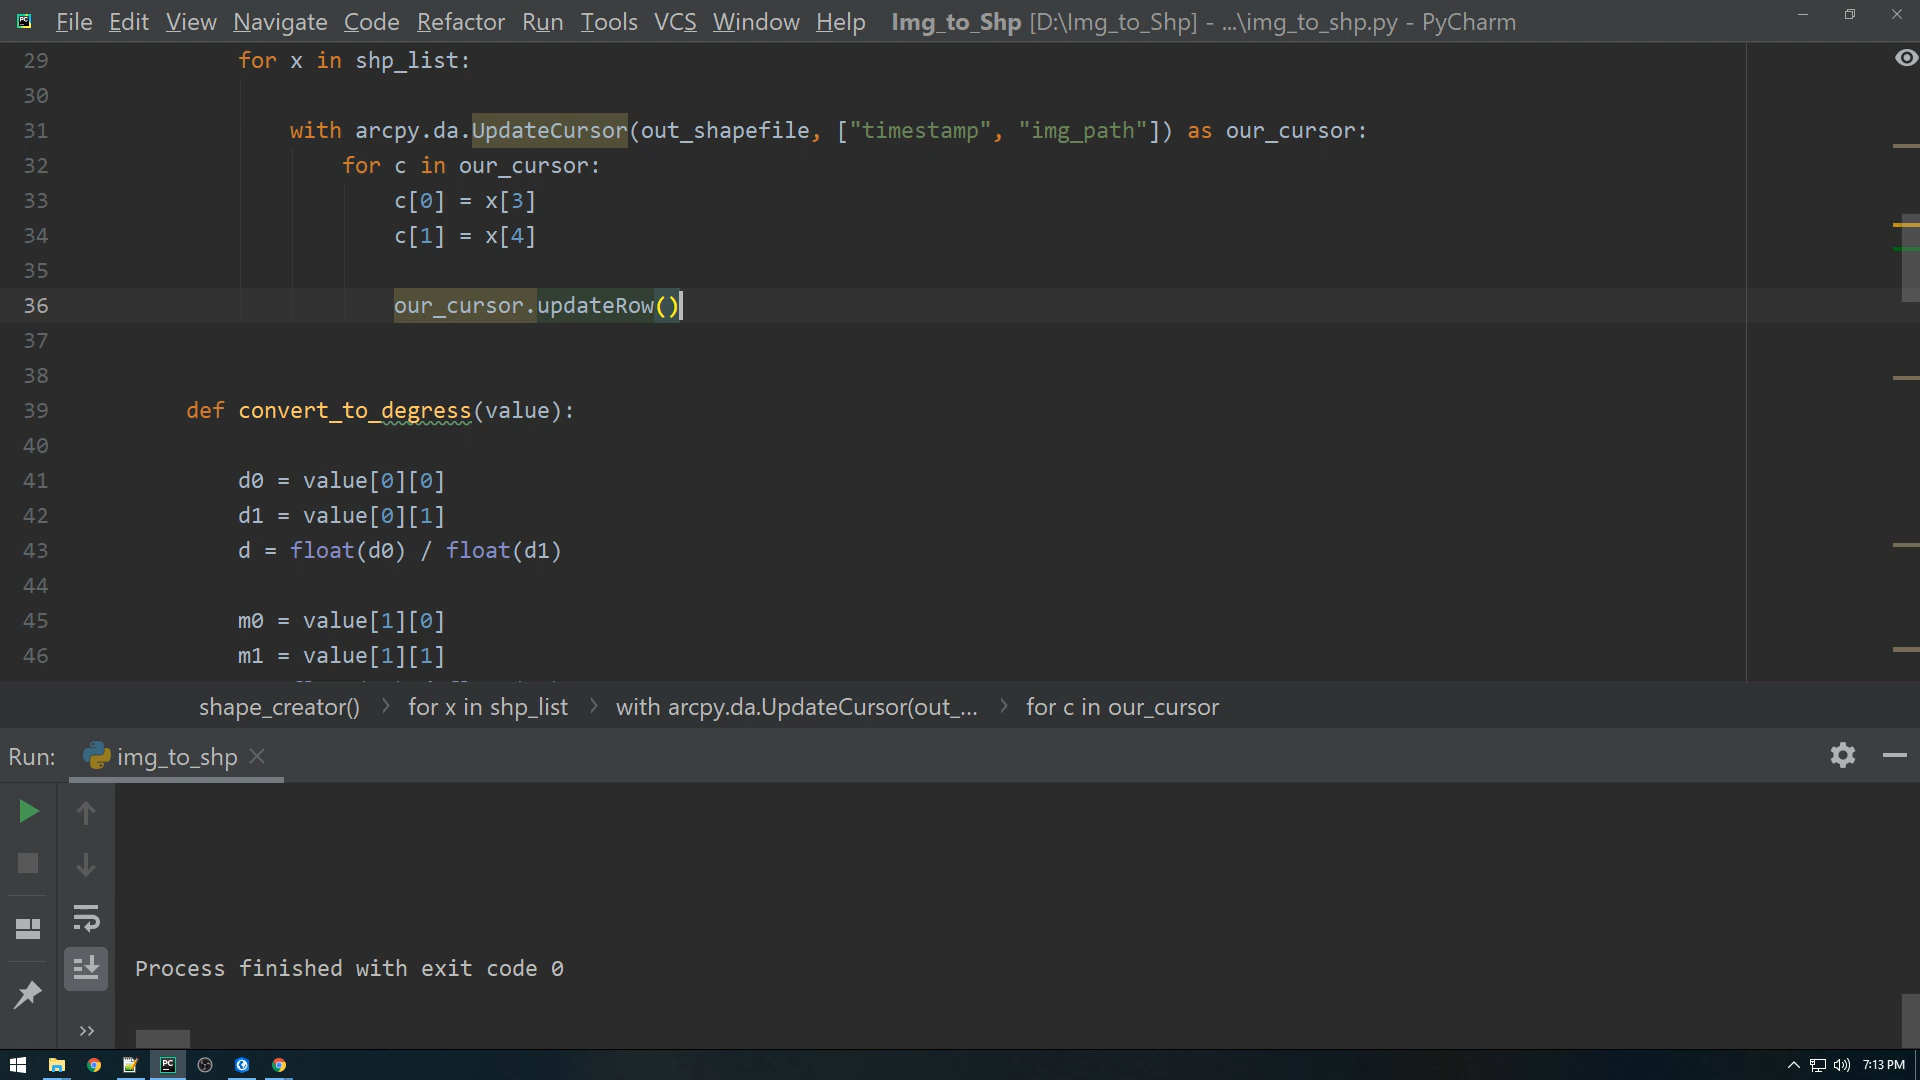 File Edit View Navigate Code Refactor Run Tools VCS Window Help Img_to_Shp [D:\Img_to_Shp] - ...\img_to_shp.py - PyCharm
29 for x in shp_list:
30
31 with arcpy.da.UpdateCursor(out_shapefile, ["timestamp", "img_path"]) as our_cursor:
32 for c in our_cursor:
33 c[0] = x[3]
34 c[1] = x[4]
35
36 our_cursor.updateRow()
37
38
39 def convert_to_degress(value):
40
41 d0 = value[0][0]
42 d1 = value[0][1]
43 d = float(d0) / float(d1)
44
45 m0 = value[1][0]
46 m1 = value[1][1]
shape_creator() › for x in shp_list › with arcpy.da.UpdateCursor(out_... › for c in our_cursor
Run: img_to_shp
Process finished with exit code 0
7:13 PM